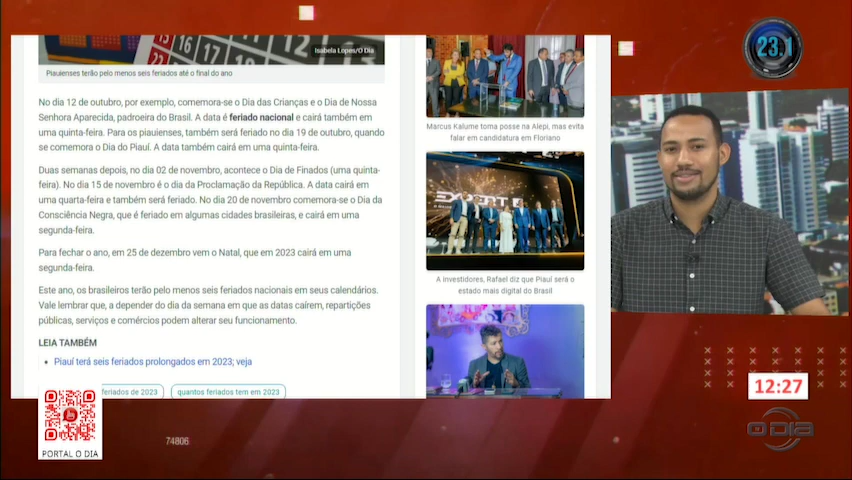 23.1
Isabela Lopes/O Dia
Piauienses terão pelo menos seis feriados até o final do ano
No dia 12 de outubro, por exemplo, comemora-se o Dia das Crianças e o Dia de Nossa
Senhora Aparecida, padroeira do Brasil. A data é feriado nacional e cairá também em
uma quinta-feira. Para os piauienses, também será feriado no dia 19 de outubro, quando
se comemora o Dia do Piauí. A data também cairá em uma quinta-feira.
Duas semanas depois, no dia 02 de novembro, acontece o Dia de Finados (uma quinta-
feira). No dia 15 de novembro é o dia da Proclamação da República. A data cairá em
uma quarta-feira e também será feriado. No dia 20 de novembro comemora-se o Dia da
Consciência Negra, que é feriado em algumas cidades brasileiras, e cairá em uma
segunda-feira.
Para fechar o ano, em 25 de dezembro vem o Natal, que em 2023 cairá em uma
segunda-feira.
Este ano, os brasileiros terão pelo menos seis feriados nacionais em seus calendários.
Vale lembrar que, a depender do dia da semana em que as datas caírem, repartições
públicas, serviços e comércios podem alterar seu funcionamento.
LEIA TAMBÉM
Piauí terá seis feriados prolongados em 2023; veja
feriados de 2023
quantos feriados tem em 2023
Marcus Kalume toma posse na Alepi, mas evita
falar em candidatura em Floriano
A investidores, Rafael diz que Piauí será o
estado mais digital do Brasil
PORTAL O DIA
74806
12:27
O DIA